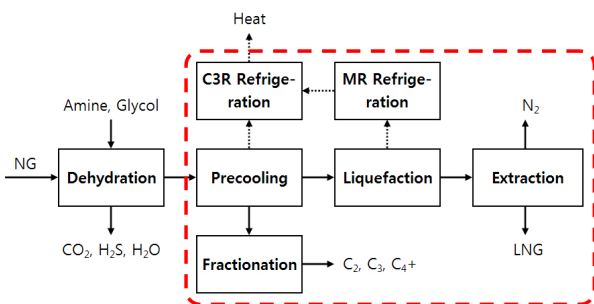 Heat
C3R Refrige-
ration
MR Refrige-
ration
Amine, Glycol
N₂
NG
Dehydration
Precooling
Liquefaction
Extraction
CO₂, H₂S, H₂O
Fractionation
C₂, C₃, C₄+
LNG